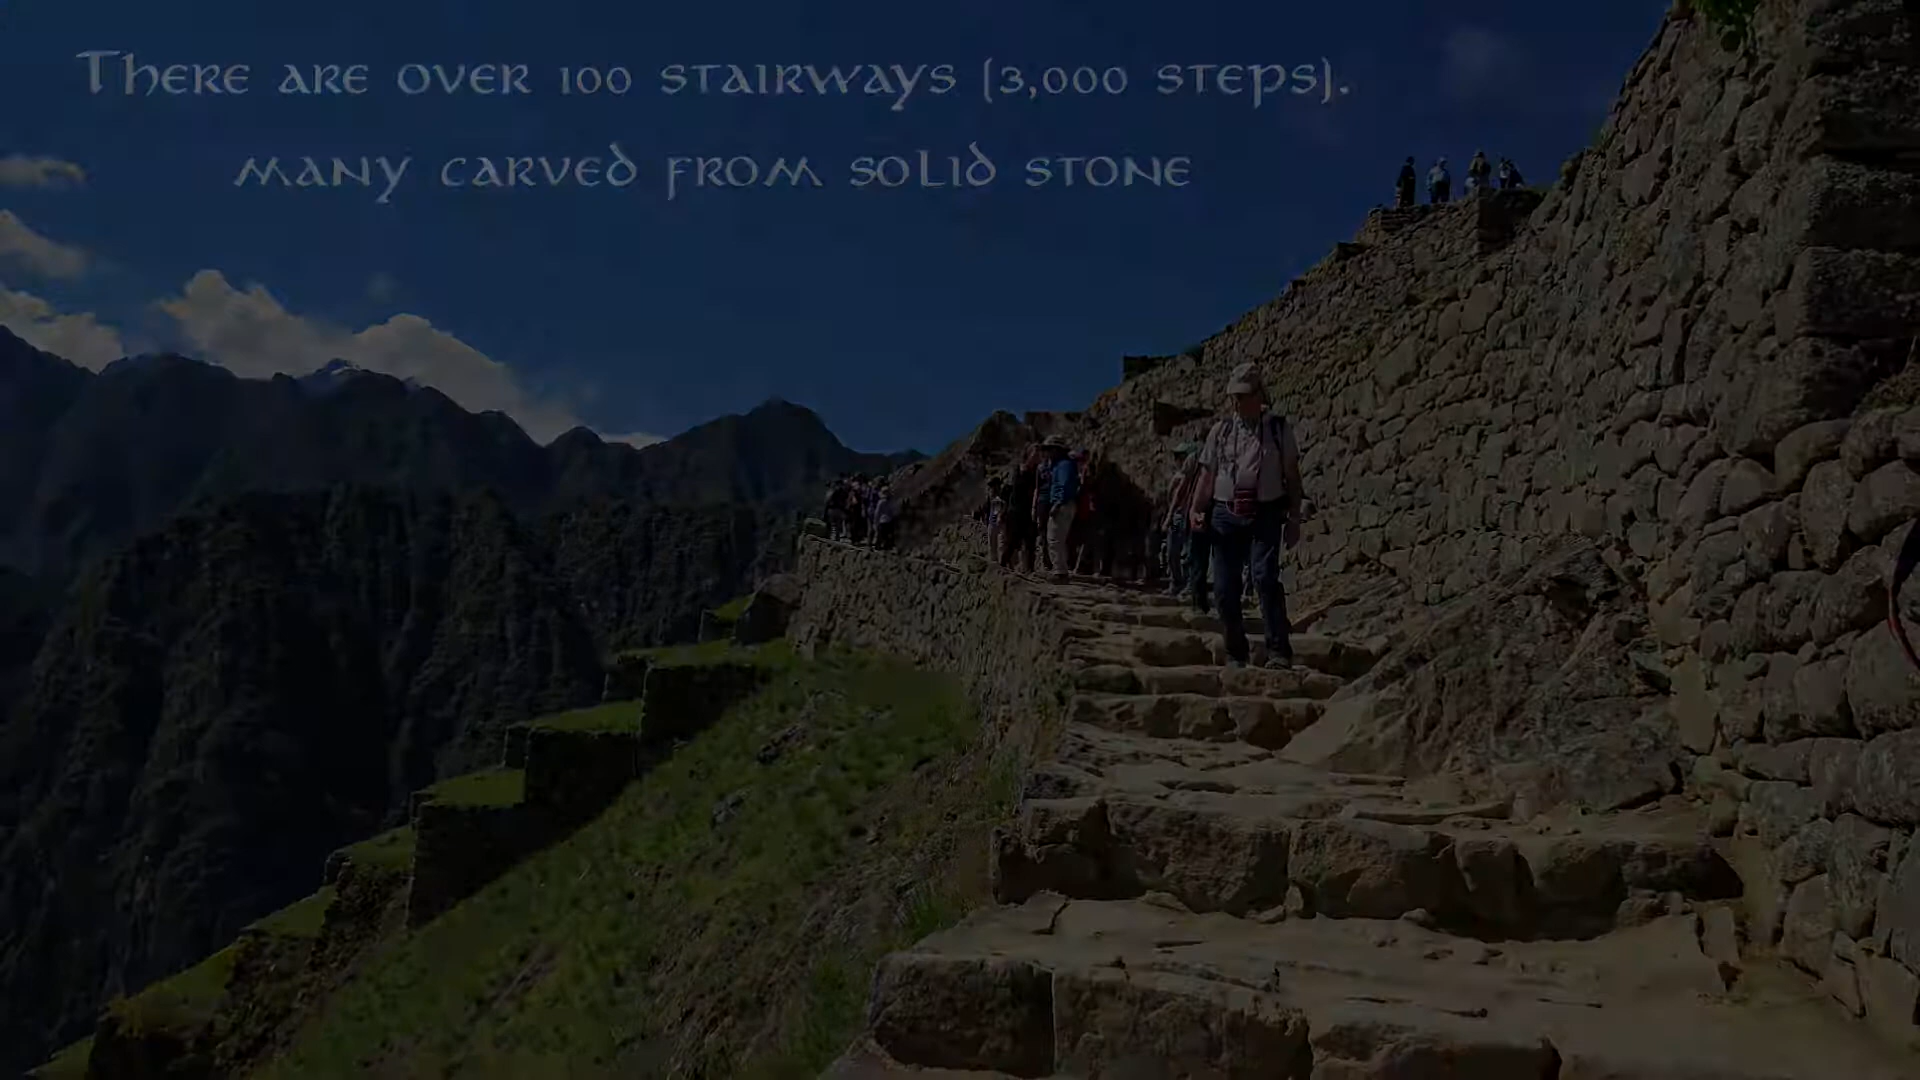 There are over 100 stairways (3,000 steps).
many carved from solid stone